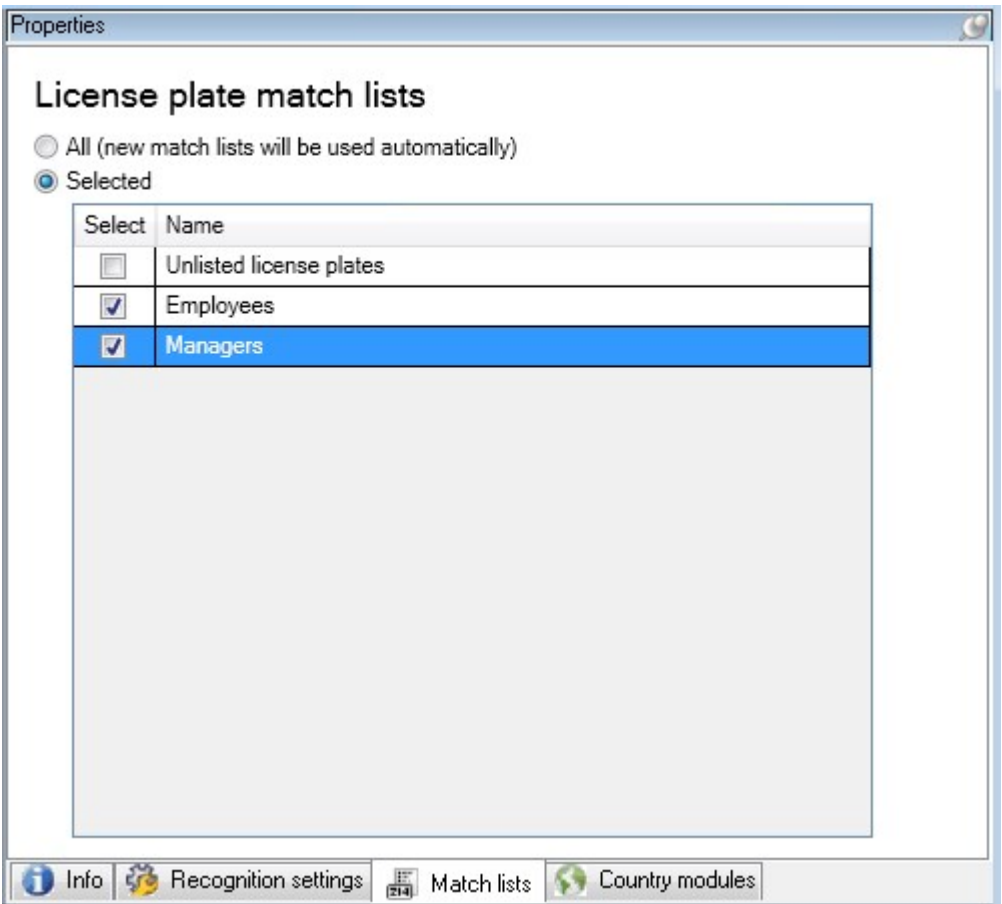 Properties
License plate match lists
All (new match lists will be used automatically)
Selected
Select Name
Unlisted license plates
Employees
Managers
Info Recognition settings Match lists Country modules